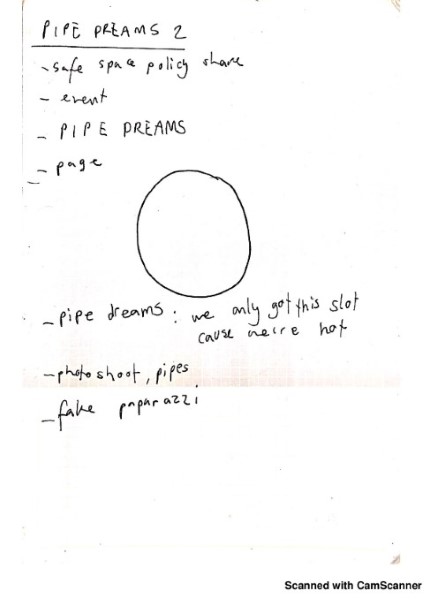 PIPE DREAMS 2
- safe space policy share
- event
- PIPE DREAMS
- page
- pipe dreams : we only got this slot
cause we're hot
- photoshoot, pipes
- fake paparazzi
Scanned with CamScanner